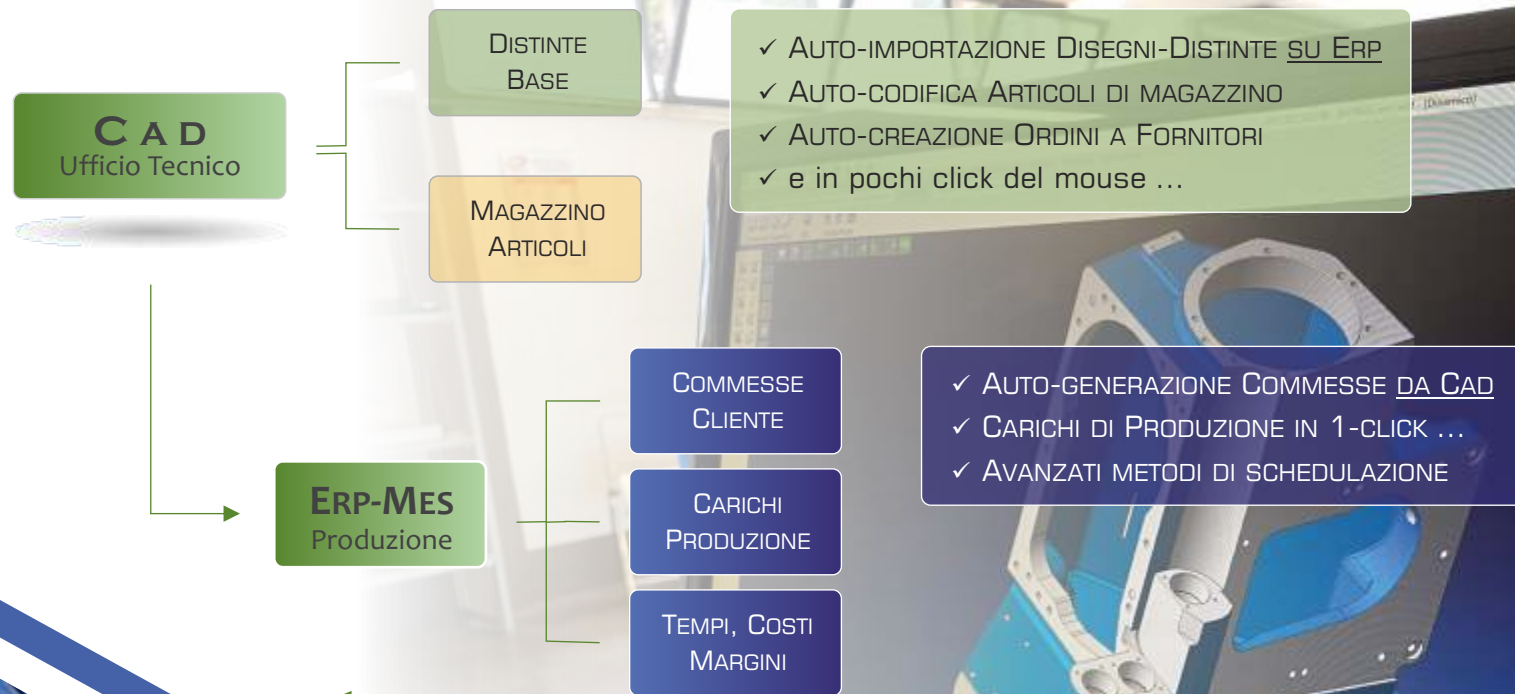 CAD
Ufficio Tecnico
DISTINTE
BASE
MAGAZZINO
ARTICOLI
✓ AUTO-IMPORTAZIONE DISEGNI-DISTINTE SU ERP
✓ AUTO-CODIFICA ARTICOLI DI MAGAZZINO
✓ AUTO-CREAZIONE ORDINI A FORNITORI
✓ e in pochi click del mouse ...
ERP-MES
Produzione
COMMESSE
CLIENTE
CARICHI
PRODUZIONE
TEMPI, COSTI
MARGINI
✓ AUTO-GENERAZIONE COMMESSE DA CAD
✓ CARICHI DI PRODUZIONE IN 1-CLICK ...
✓ AVANZATI METODI DI SCHEDULAZIONE